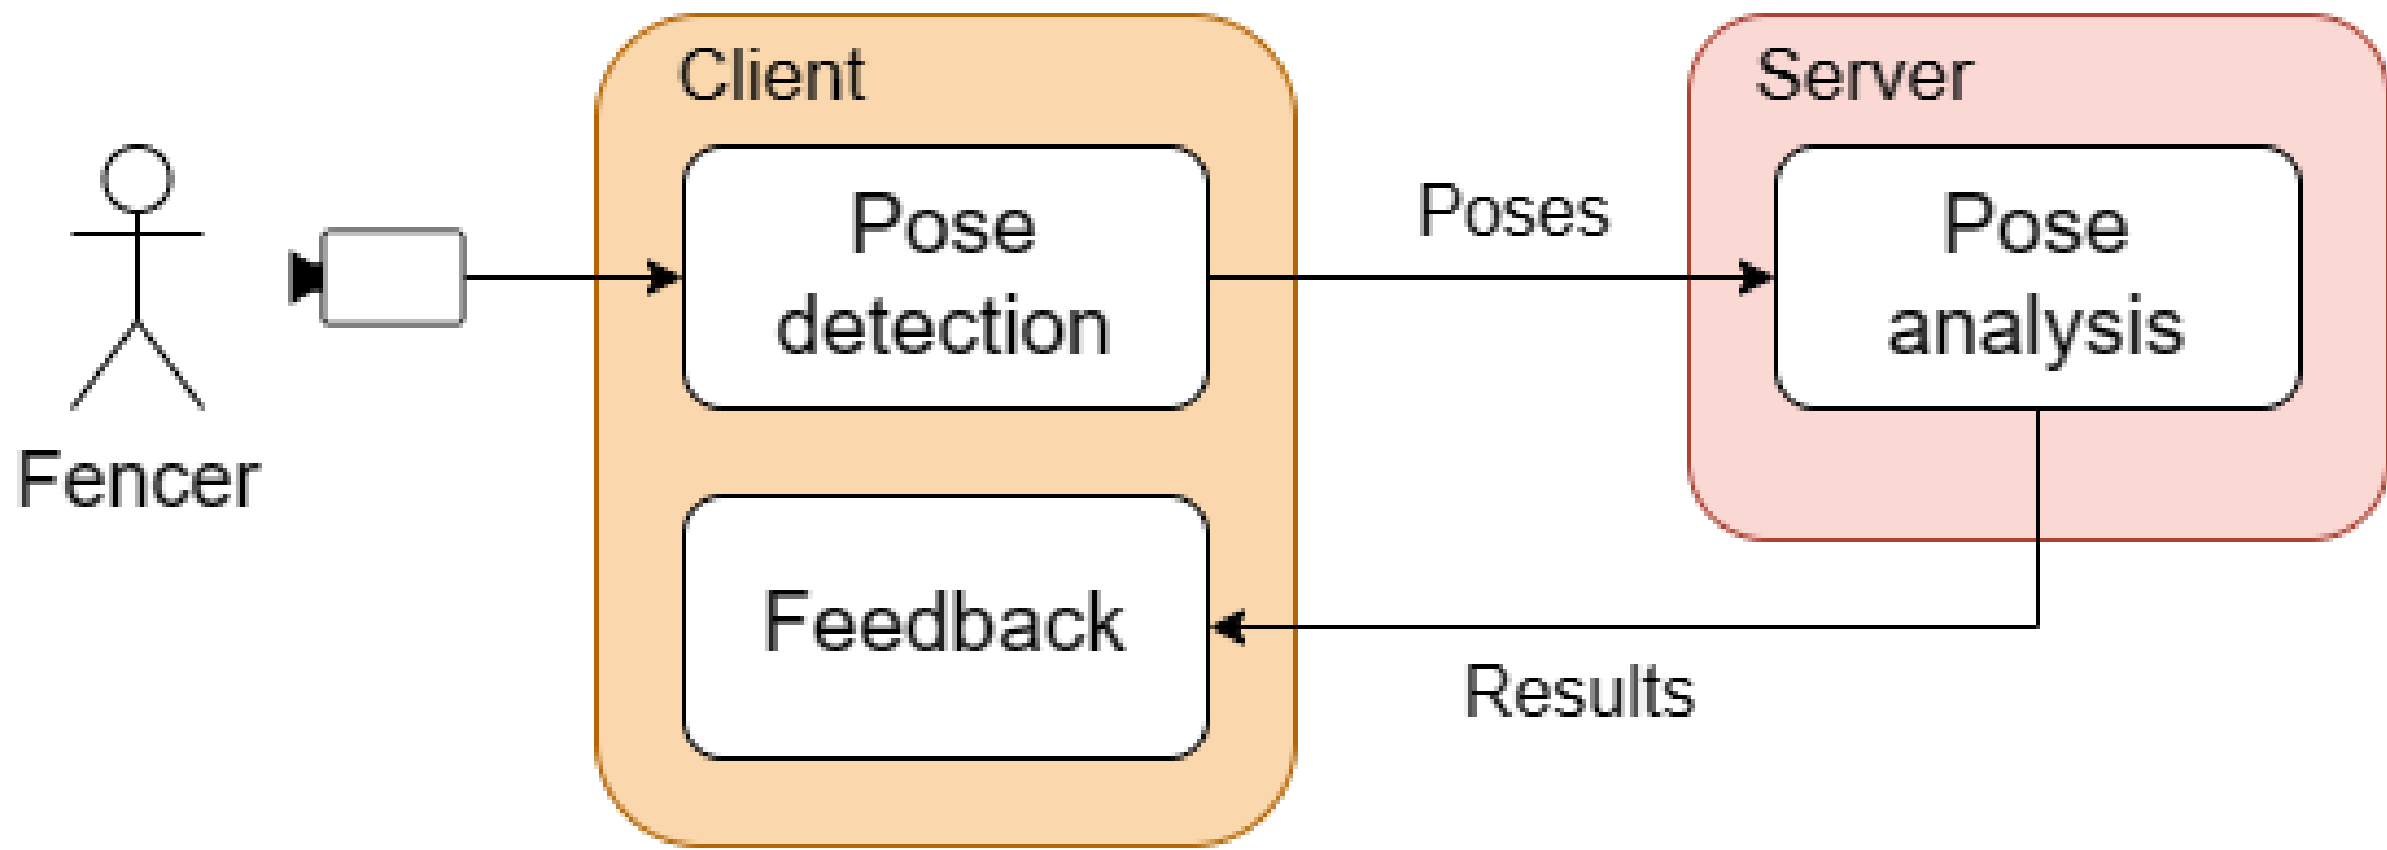 Client
Server
Pose
detection
Poses
Pose
analysis
Fencer
Feedback
Results